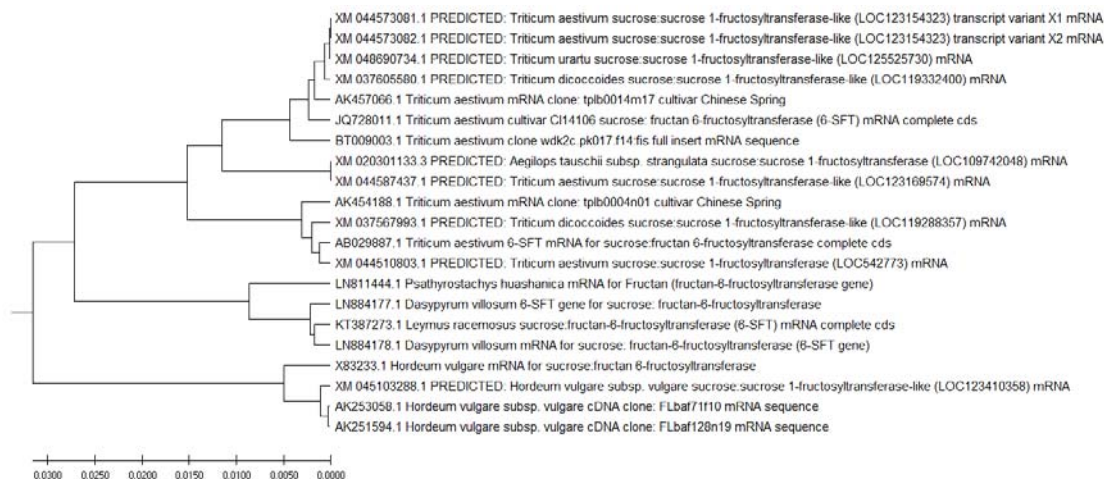 XM 044573081.1 PREDICTED: Triticum aestivum sucrose:sucrose 1-fructosyltransferase-like (LOC123154323) transcript variant X1 mRNA
XM 044573082.1 PREDICTED: Triticum aestivum sucrose:sucrose 1-fructosyltransferase-like (LOC123154323) transcript variant X2 mRNA
XM 048690734.1 PREDICTED: Triticum urartu sucrose:sucrose 1-fructosyltransferase-like (LOC125525730) mRNA
XM 037605580.1 PREDICTED: Triticum dicoccoides sucrose:sucrose 1-fructosyltransferase-like (LOC119332400) mRNA
AK457066.1 Triticum aestivum mRNA clone: tplb0014m17 cultivar Chinese Spring
JQ728011.1 Triticum aestivum cultivar CI14106 sucrose: fructan 6-fructosyltransferase (6-SFT) mRNA complete cds
BT009003.1 Triticum aestivum clone wdk2c.pk017.f14:fis full insert mRNA sequence
XM 020301133.3 PREDICTED: Aegilops tauschii subsp. strangulata sucrose:sucrose 1-fructosyltransferase (LOC109742048) mRNA
XM 044587437.1 PREDICTED: Triticum aestivum sucrose:sucrose 1-fructosyltransferase-like (LOC123169574) mRNA
AK454188.1 Triticum aestivum mRNA clone: tplb0004n01 cultivar Chinese Spring
XM 037567993.1 PREDICTED: Triticum dicoccoides sucrose:sucrose 1-fructosyltransferase-like (LOC119288357) mRNA
AB029887.1 Triticum aestivum 6-SFT mRNA for sucrose:fructan 6-fructosyltransferase complete cds
XM 044510803.1 PREDICTED: Triticum aestivum sucrose:sucrose 1-fructosyltransferase (LOC542773) mRNA
LN811444.1 Psathyrostachys huashanica mRNA for Fructan (fructan-6-fructosyltransferase gene)
LN884177.1 Dasypyrum villosum 6-SFT gene for sucrose: fructan-6-fructosyltransferase
KT387273.1 Leymus racemosus sucrose:fructan-6-fructosyltransferase (6-SFT) mRNA complete cds
LN884178.1 Dasypyrum villosum mRNA for sucrose: fructan-6-fructosyltransferase (6-SFT gene)
X83233.1 Hordeum vulgare mRNA for sucrose:fructan 6-fructosyltransferase
XM 045103288.1 PREDICTED: Hordeum vulgare subsp. vulgare sucrose:sucrose 1-fructosyltransferase-like (LOC123410358) mRNA
AK253058.1 Hordeum vulgare subsp. vulgare cDNA clone: FLbaf71f10 mRNA sequence
AK251594.1 Hordeum vulgare subsp. vulgare cDNA clone: FLbaf128n19 mRNA sequence
0.0300 0.0250 0.0200 0.0150 0.0100 0.0050 0.0000